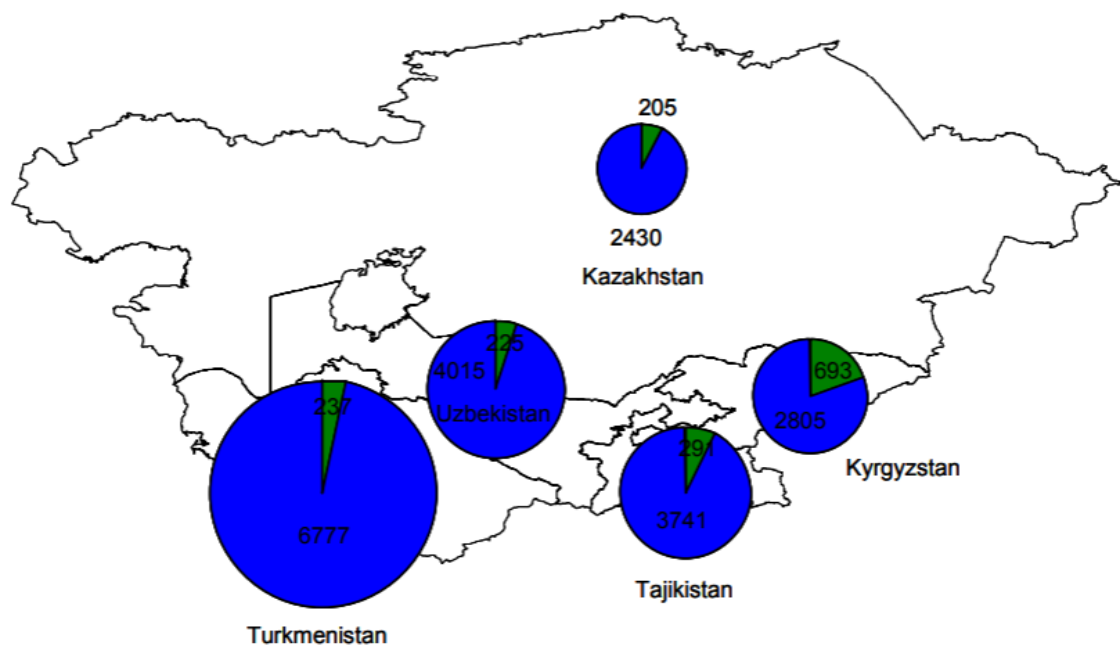 205
2430
Kazakhstan
225
4015
Uzbekistan
693
2805
Kyrgyzstan
237
6777
Turkmenistan
291
3741
Tajikistan